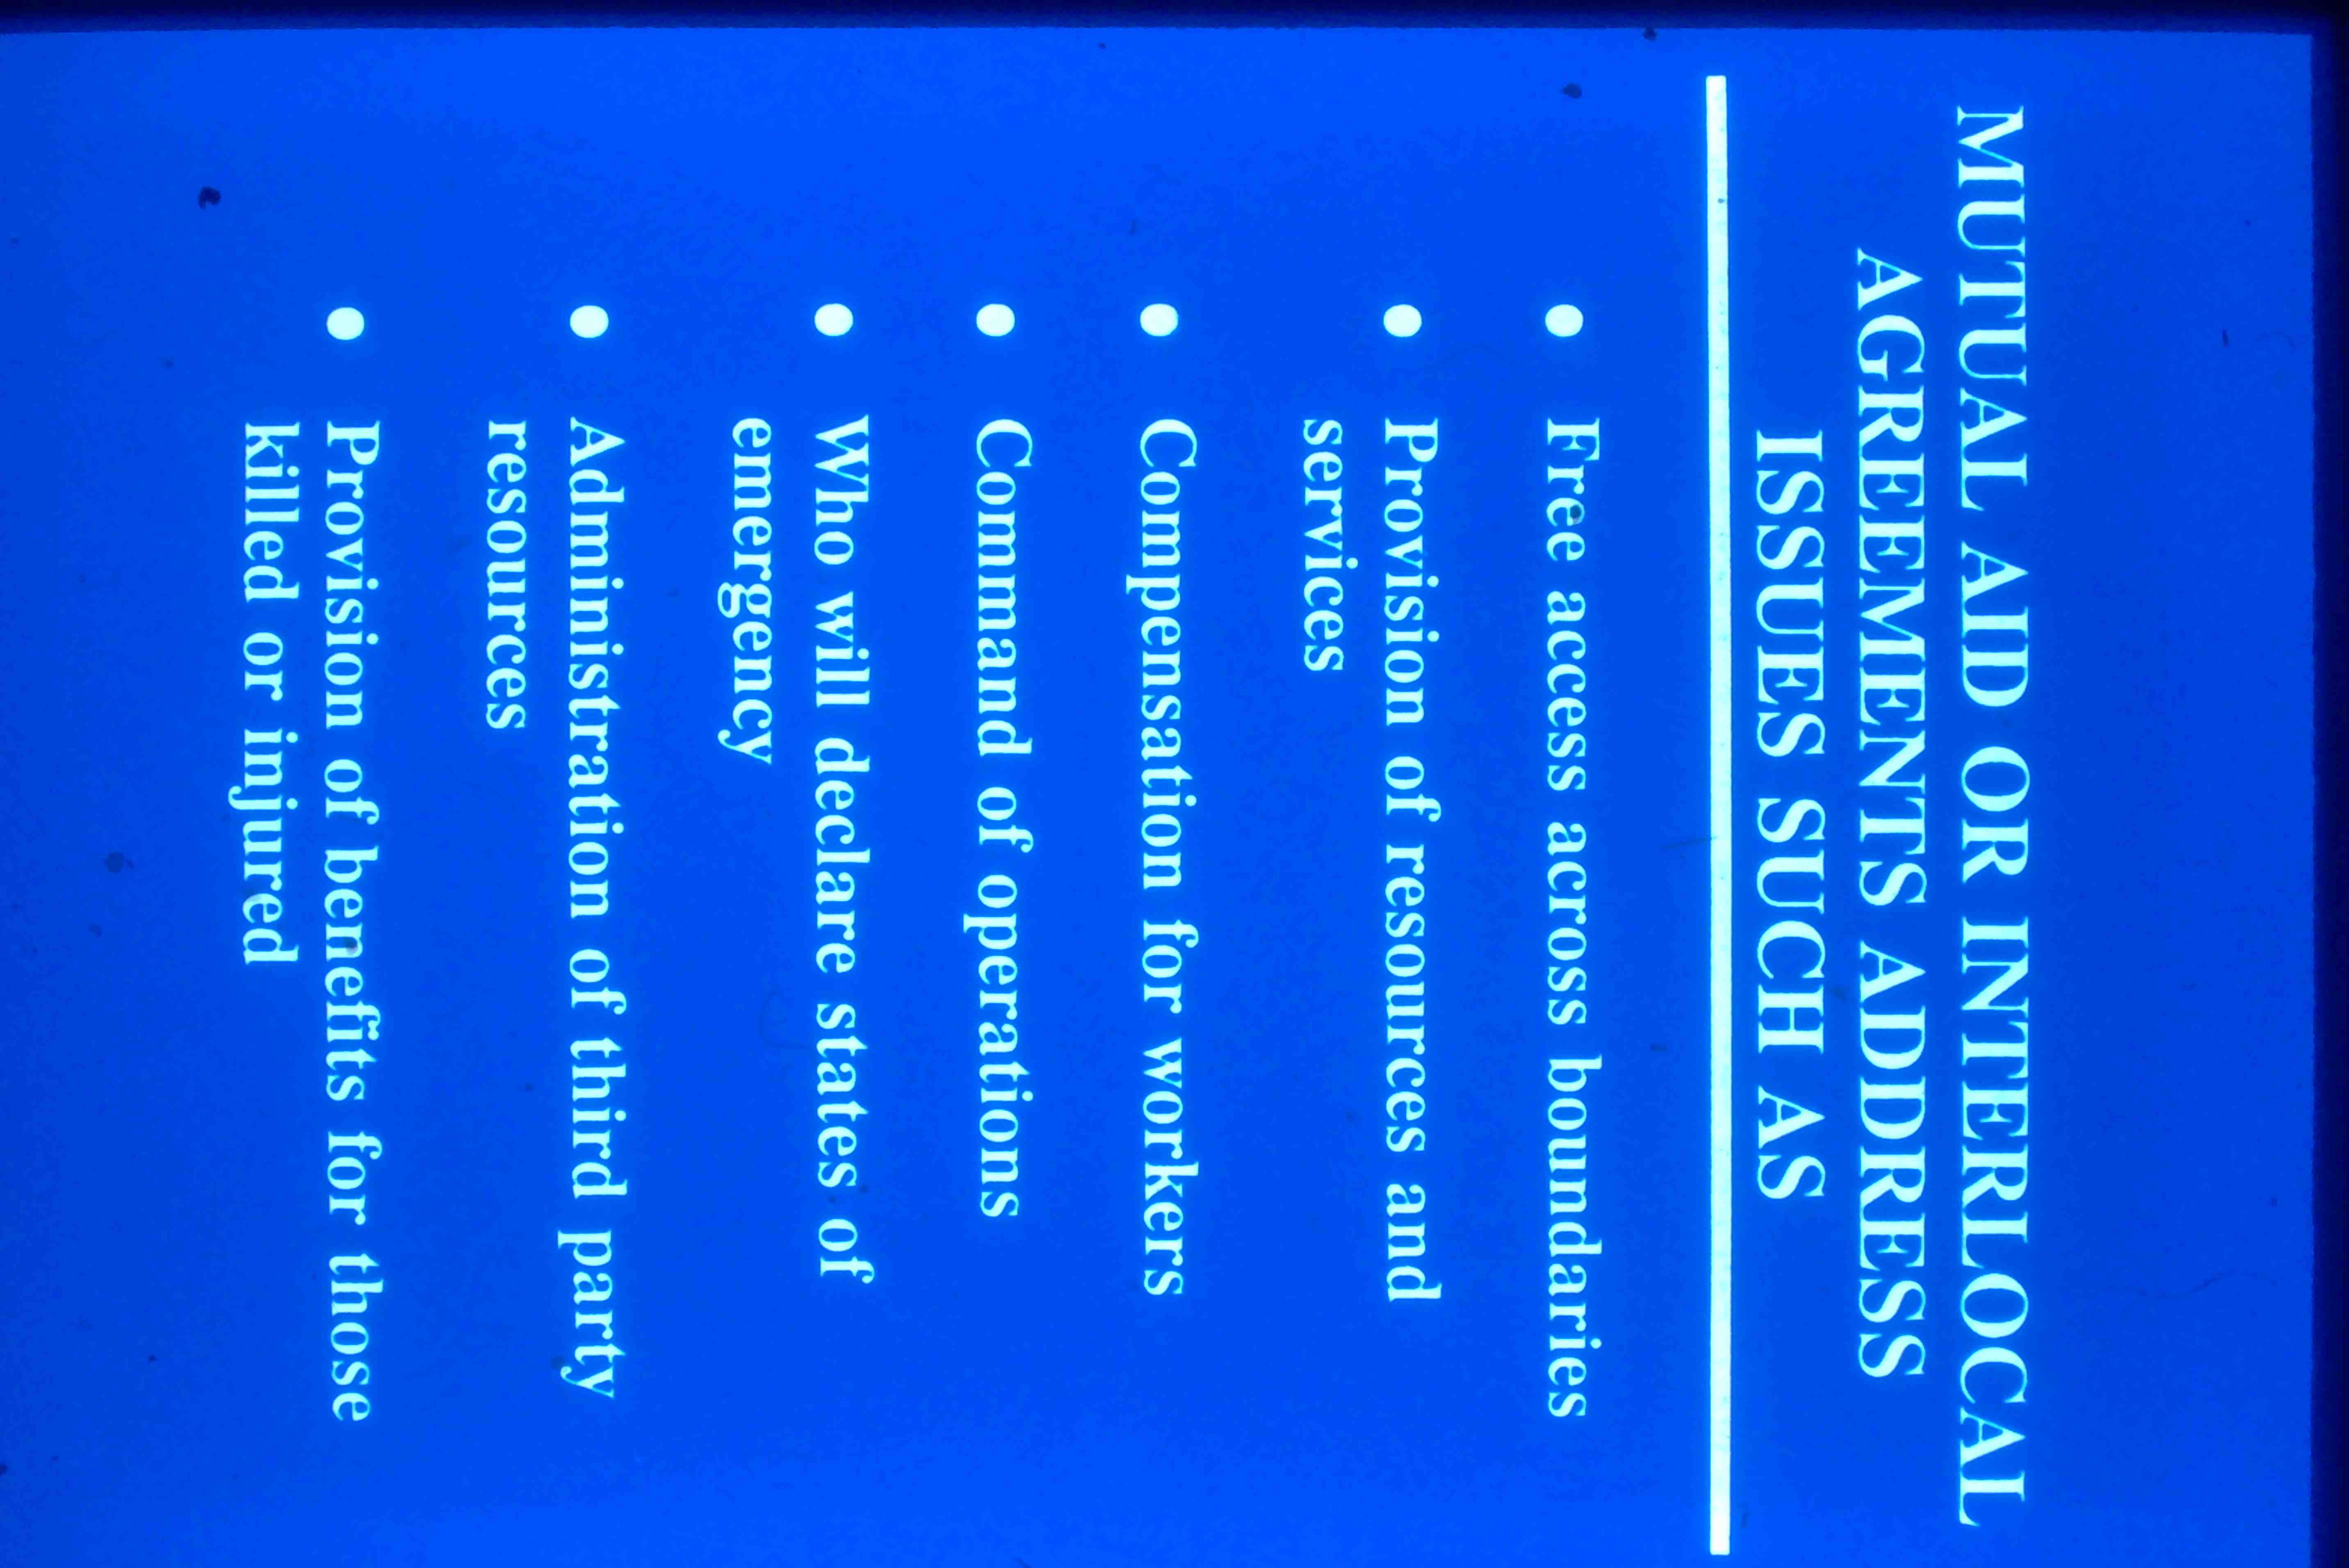 MUTUAL AID OR INTERLOCAL
AGREEMENTS ADDRESS
ISSUES SUCH AS
• Free access across boundaries
• Provision of resources and
services
• Compensation for workers
• Command of operations
• Who will declare states of
emergency
• Administration of third party
resources
• Provision of benefits for those
killed or injured